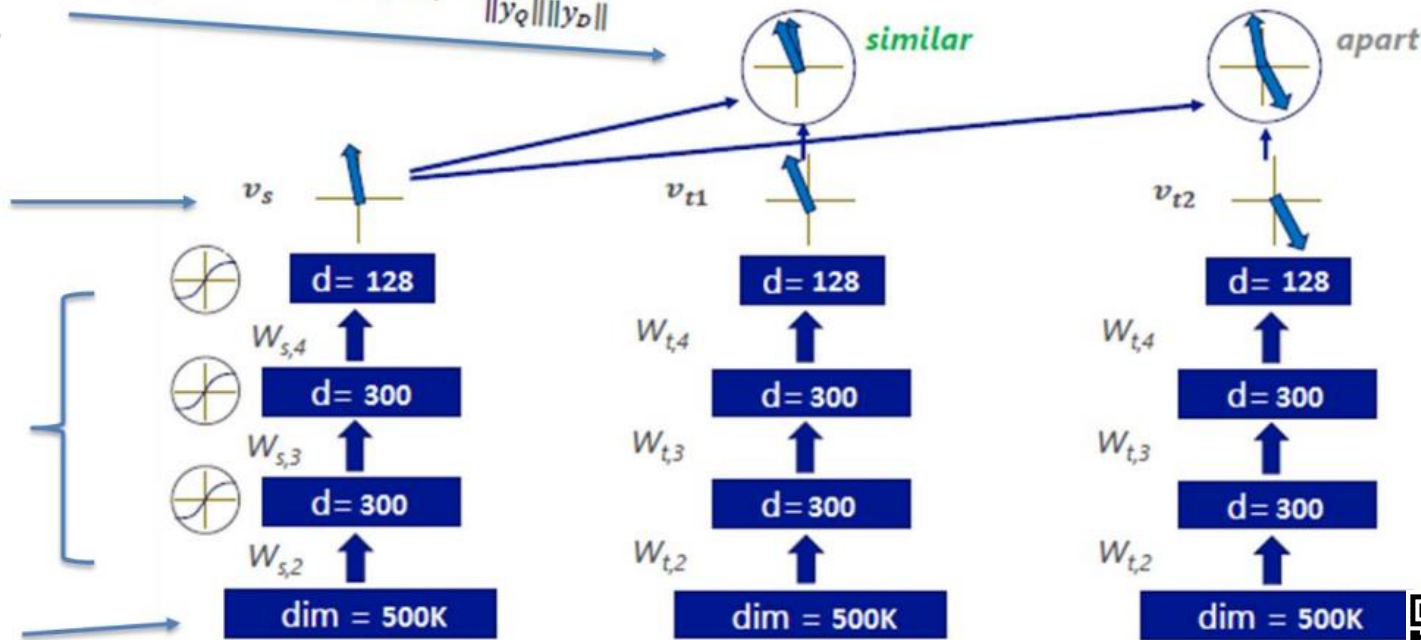 ‖y_Q‖‖y_D‖
similar
apart
v_s
v_t1
v_t2
d= 128
d= 128
d= 128
W_s,4
W_t,4
W_t,4
d= 300
d= 300
d= 300
W_s,3
W_t,3
W_t,3
d= 300
d= 300
d= 300
W_s,2
W_t,2
W_t,2
dim = 500K
dim = 500K
dim = 500K